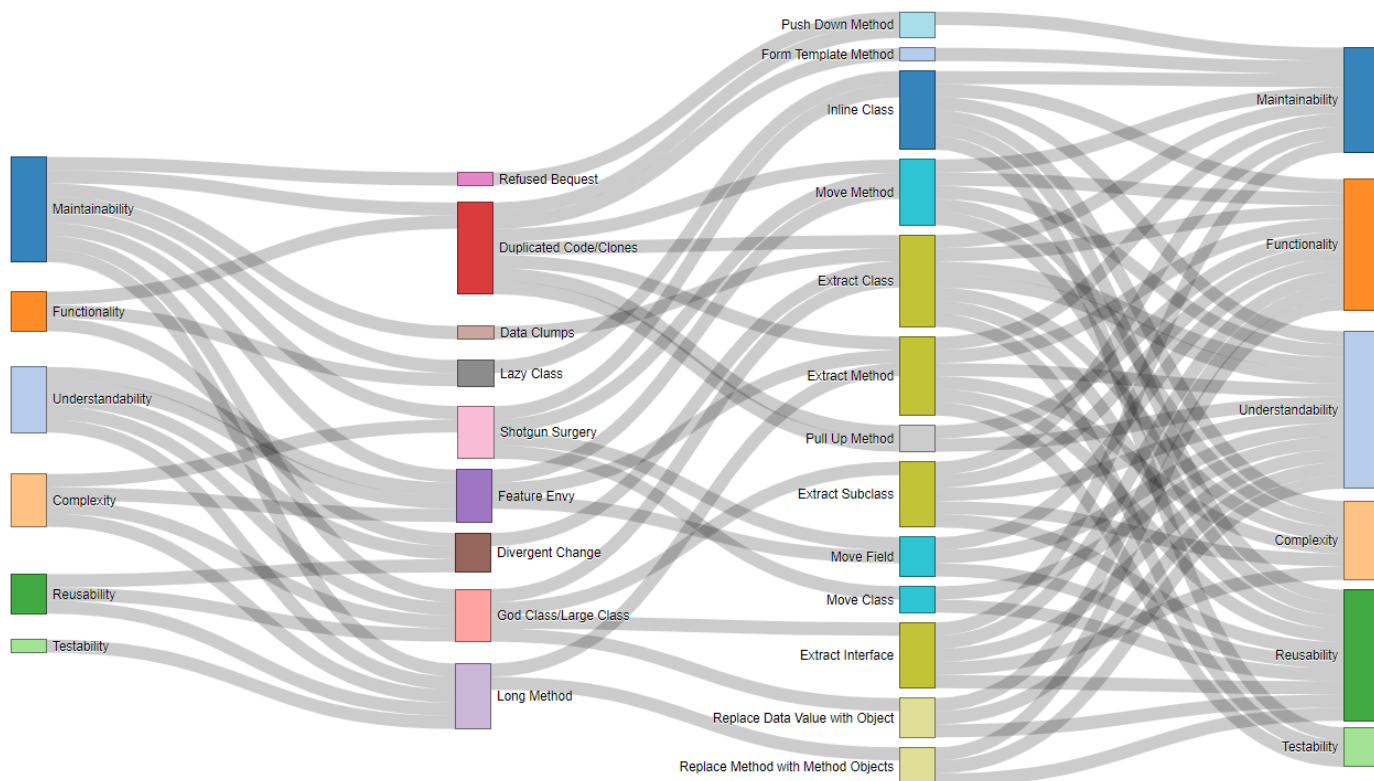 Maintainability
Functionality
Understandability
Complexity
Reusability
Testability
Refused Bequest
Duplicated Code/Clones
Data Clumps
Lazy Class
Shotgun Surgery
Feature Envy
Divergent Change
God Class/Large Class
Long Method
Push Down Method
Form Template Method
Inline Class
Move Method
Extract Class
Extract Method
Pull Up Method
Extract Subclass
Move Field
Move Class
Extract Interface
Replace Data Value with Object
Replace Method with Method Objects
Maintainability
Functionality
Understandability
Complexity
Reusability
Testability